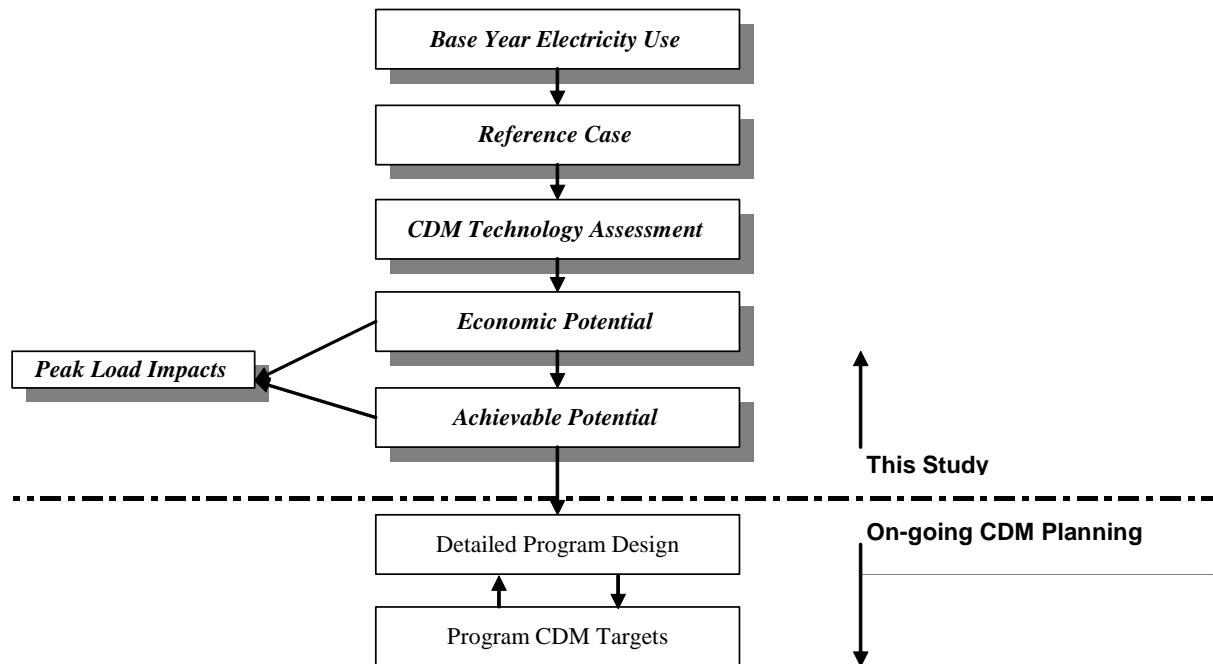 Base Year Electricity Use
Reference Case
CDM Technology Assessment
Economic Potential
Peak Load Impacts
Achievable Potential
This Study
Detailed Program Design
On-going CDM Planning
Program CDM Targets